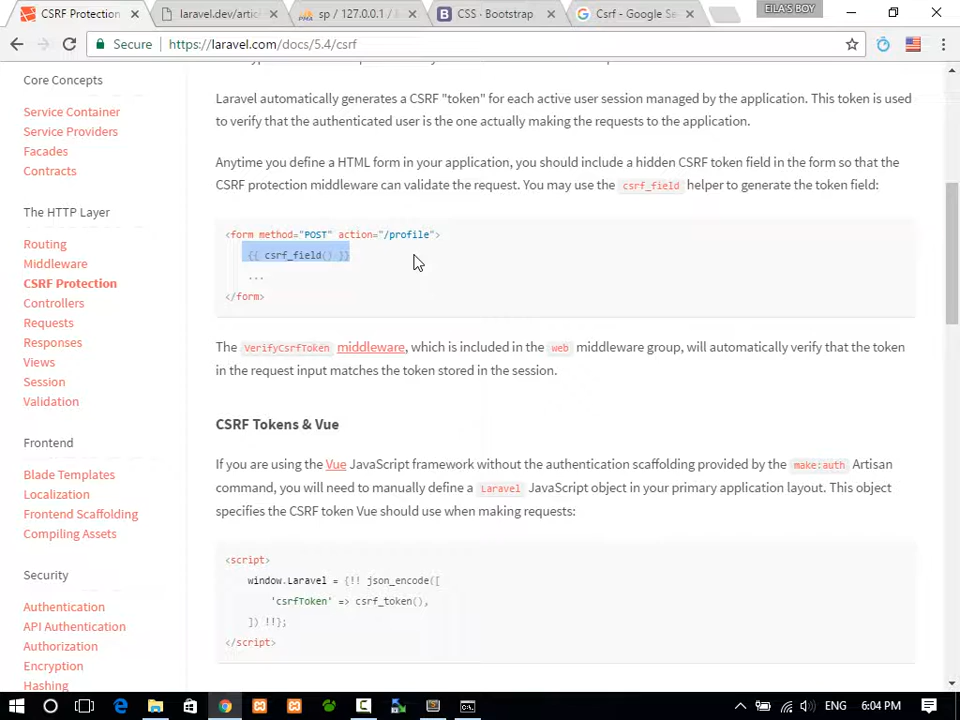 CSRF Protection
laravel.dev/artic
sp / 127.0.0.1 /
CSS · Bootstrap
Csrf - Google Se
EILA'S BOY
Secure
https://laravel.com/docs/5.4/csrf
Core Concepts
Service Container
Service Providers
Facades
Contracts
The HTTP Layer
Routing
Middleware
CSRF Protection
Controllers
Requests
Responses
Views
Session
Validation
Frontend
Blade Templates
Localization
Frontend Scaffolding
Compiling Assets
Security
Authentication
API Authentication
Authorization
Encryption
Hashing
Laravel automatically generates a CSRF "token" for each active user session managed by the application. This token is used
to verify that the authenticated user is the one actually making the requests to the application.
Anytime you define a HTML form in your application, you should include a hidden CSRF token field in the form so that the
CSRF protection middleware can validate the request. You may use the csrf_field helper to generate the token field:
<form method="POST" action="/profile">
{{ csrf_field() }}
...
</form>
The VerifyCsrfToken middleware, which is included in the web middleware group, will automatically verify that the token
in the request input matches the token stored in the session.
CSRF Tokens & Vue
If you are using the Vue JavaScript framework without the authentication scaffolding provided by the make:auth Artisan
command, you will need to manually define a Laravel JavaScript object in your primary application layout. This object
specifies the CSRF token Vue should use when making requests:
<script>
window.Laravel = {!! json_encode([
'csrfToken' => csrf_token(),
]) !!};
</script>
ENG
6:04 PM